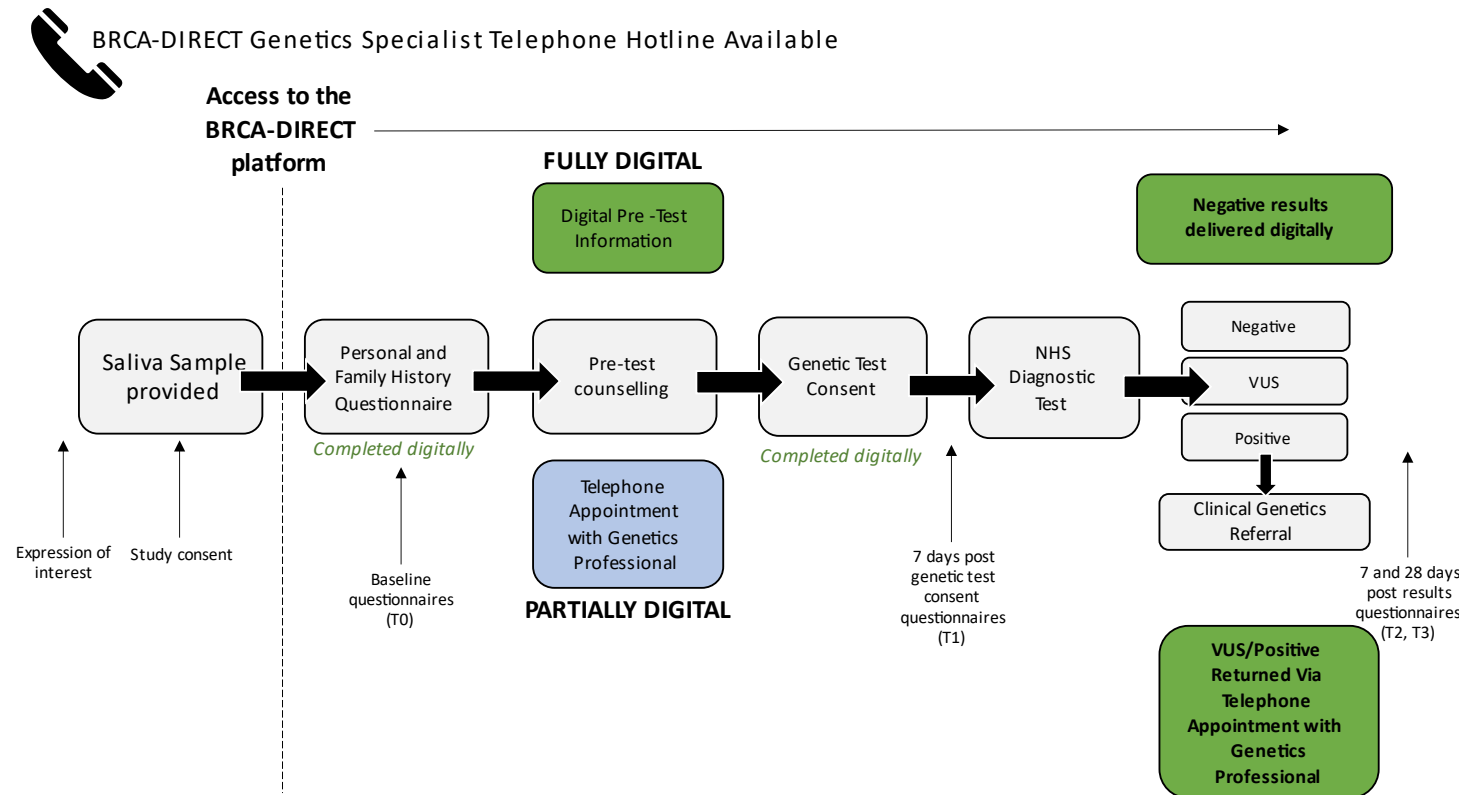 BRCA-DIRECT Genetics Specialist Telephone Hotline Available
Access to the
BRCA-DIRECT
platform
FULLY DIGITAL
Digital Pre -Test
Information
Negative results
delivered digitally
Saliva Sample
provided
Personal and
Family History
Questionnaire
Completed digitally
Pre-test
counselling
Genetic Test
Consent
Completed digitally
NHS
Diagnostic
Test
Negative
VUS
Positive
Clinical Genetics
Referral
Telephone
Appointment
with Genetics
Professional
PARTIALLY DIGITAL
Expression of
interest
Study consent
Baseline
questionnaires
(T0)
7 days post
genetic test
consent
questionnaires
(T1)
7 and 28 days
post results
questionnaires
(T2, T3)
VUS/Positive
Returned Via
Telephone
Appointment with
Genetics
Professional